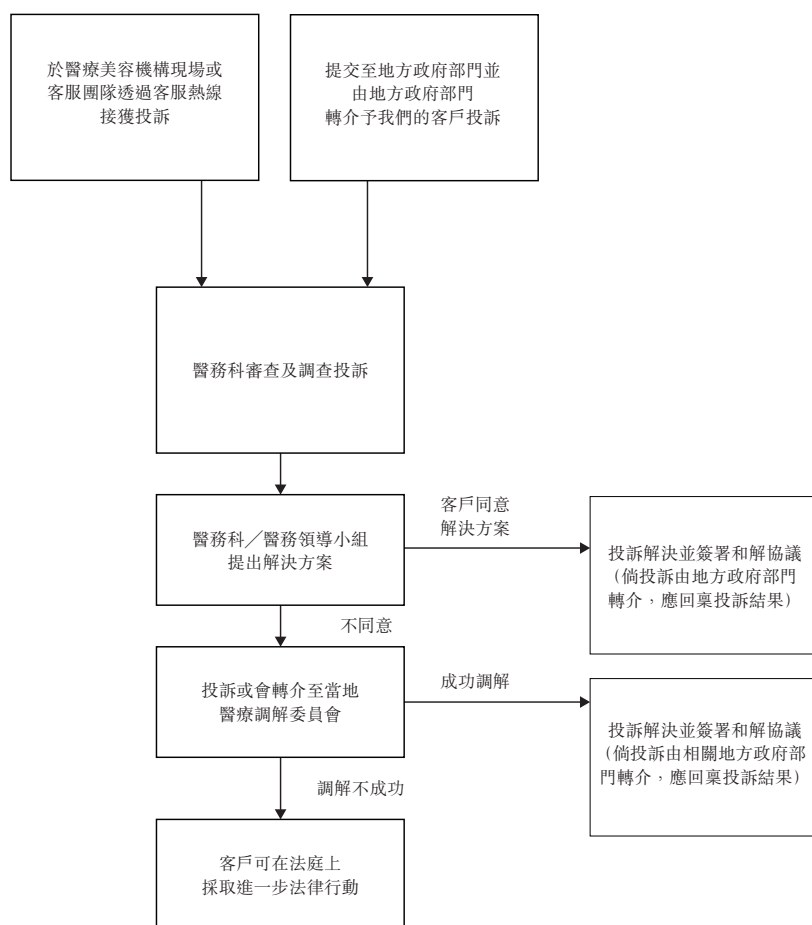 於醫療美容機構現場或
客服團隊透過客服熱線
接獲投訴
提交至地方政府部門並
由地方政府部門
轉介予我們的客戶投訴
醫務科審查及調查投訴
醫務科／醫務領導小組
提出解決方案
客戶同意
解決方案
投訴解決並簽署和解協議
(倘投訴由地方政府部門
轉介，應回稟投訴結果)
不同意
投訴或會轉介至當地
醫療調解委員會
成功調解
投訴解決並簽署和解協議
(倘投訴由相關地方政府部
門轉介，應回稟投訴結果)
調解不成功
客戶可在法庭上
採取進一步法律行動